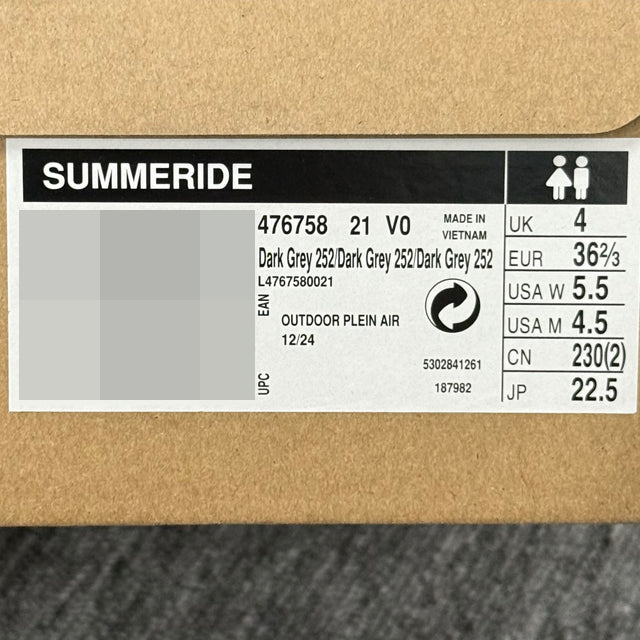 SUMMERIDE
476758 21 V0
MADE IN
VIETNAM
Dark Grey 252/Dark Grey 252/Dark Grey 252
L4767580021
EAN
OUTDOOR PLEIN AIR
12/24
UPC
5302841261
187982
UK 4
EUR 36⅔
USA W 5.5
USA M 4.5
CN 230(2)
JP 22.5